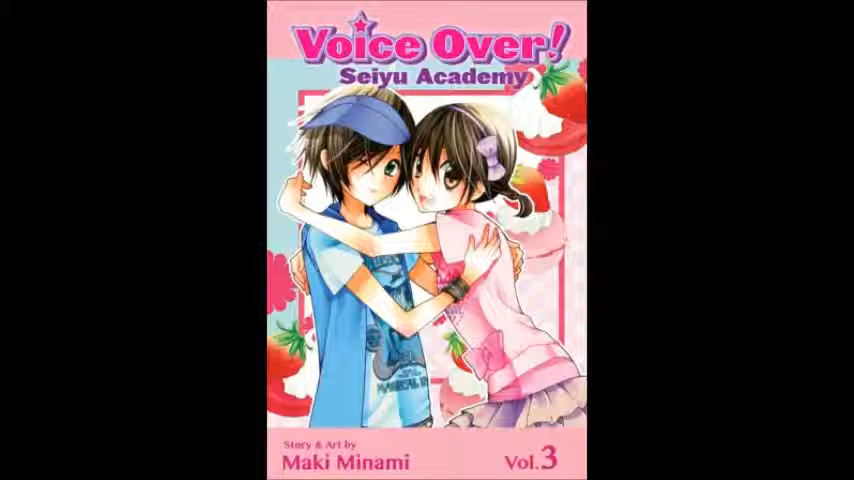 Voice Over!
Seiyu Academy
Story & Art by
Maki Minami
Vol.3